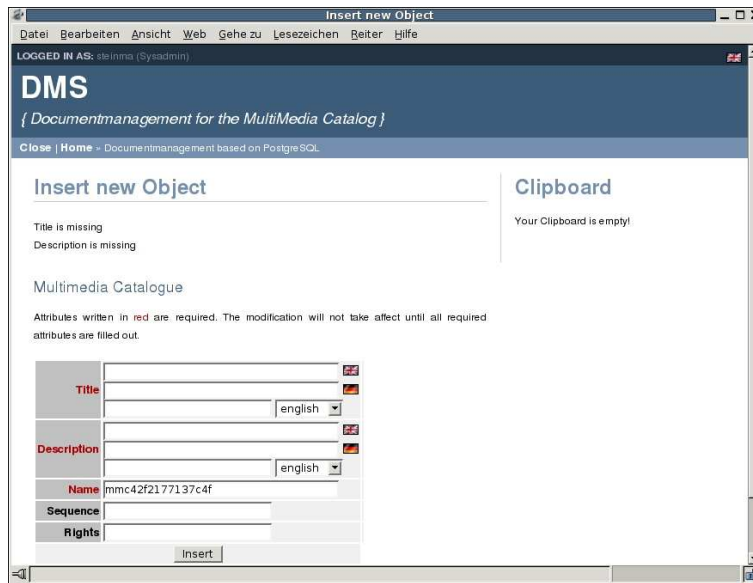 Insert new Object
Datei Bearbeiten Ansicht Web Gehe zu Lesezeichen Reiter Hilfe
LOGGED IN AS: steinma (Sysadmin)
DMS
{ Documentmanagement for the MultiMedia Catalog }
Close | Home » Documentmanagement based on PostgreSQL
Insert new Object
Title is missing
Description is missing
Multimedia Catalogue
Attributes written in red are required. The modification will not take affect until all required
attributes are filled out.
Title
english
Description
english
Name mmc42f2177137c4f
Sequence
Rights
Insert
Clipboard
Your Clipboard is empty!